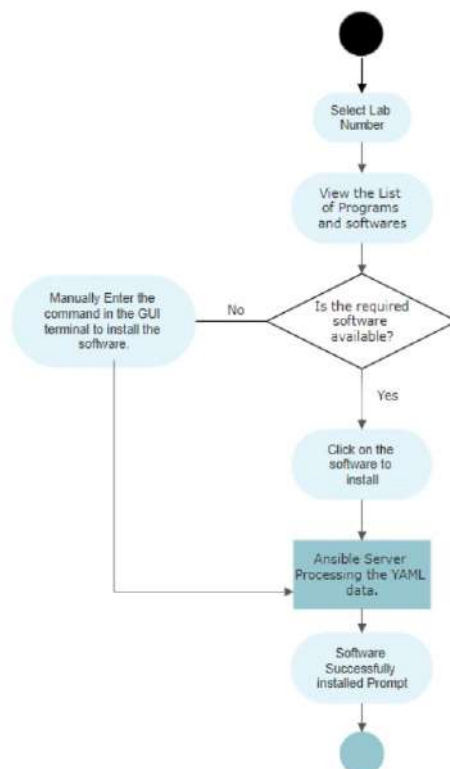 Select Lab
Number
View the List
of Programs
and softwares
Manually Enter the
command in the GUI
terminal to install the
software.
No
Is the required
software
available?
Yes
Click on the
software to
install
Ansible Server
Processing the YAML
data.
Software
Successfully
installed Prompt